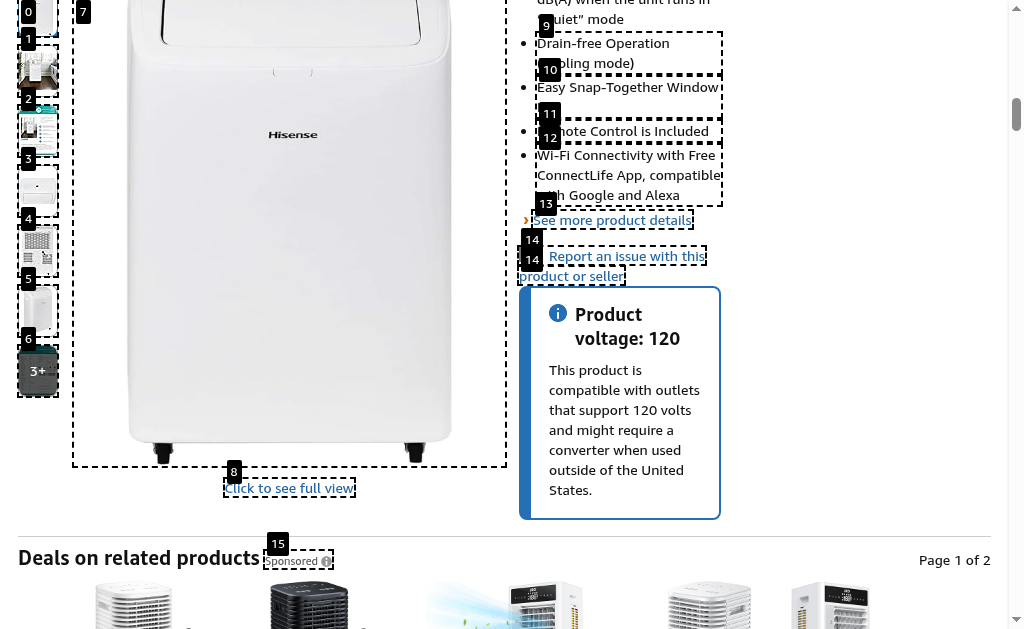 dB(A) when the unit runs in
"Quiet" mode
Drain-free Operation
(cooling mode)
Easy Snap-Together Window
Remote Control is Included
Wi-Fi Connectivity with Free
ConnectLife App, compatible
with Google and Alexa
› See more product details
Report an issue with this
product or seller
Product
voltage: 120
This product is
compatible with outlets
that support 120 volts
and might require a
converter when used
outside of the United
States.
0
1
2
3
4
5
6
3+
7
Hisense
8
Click to see full view
9
10
11
12
13
14
14
15
Deals on related products
Sponsored
Page 1 of 2